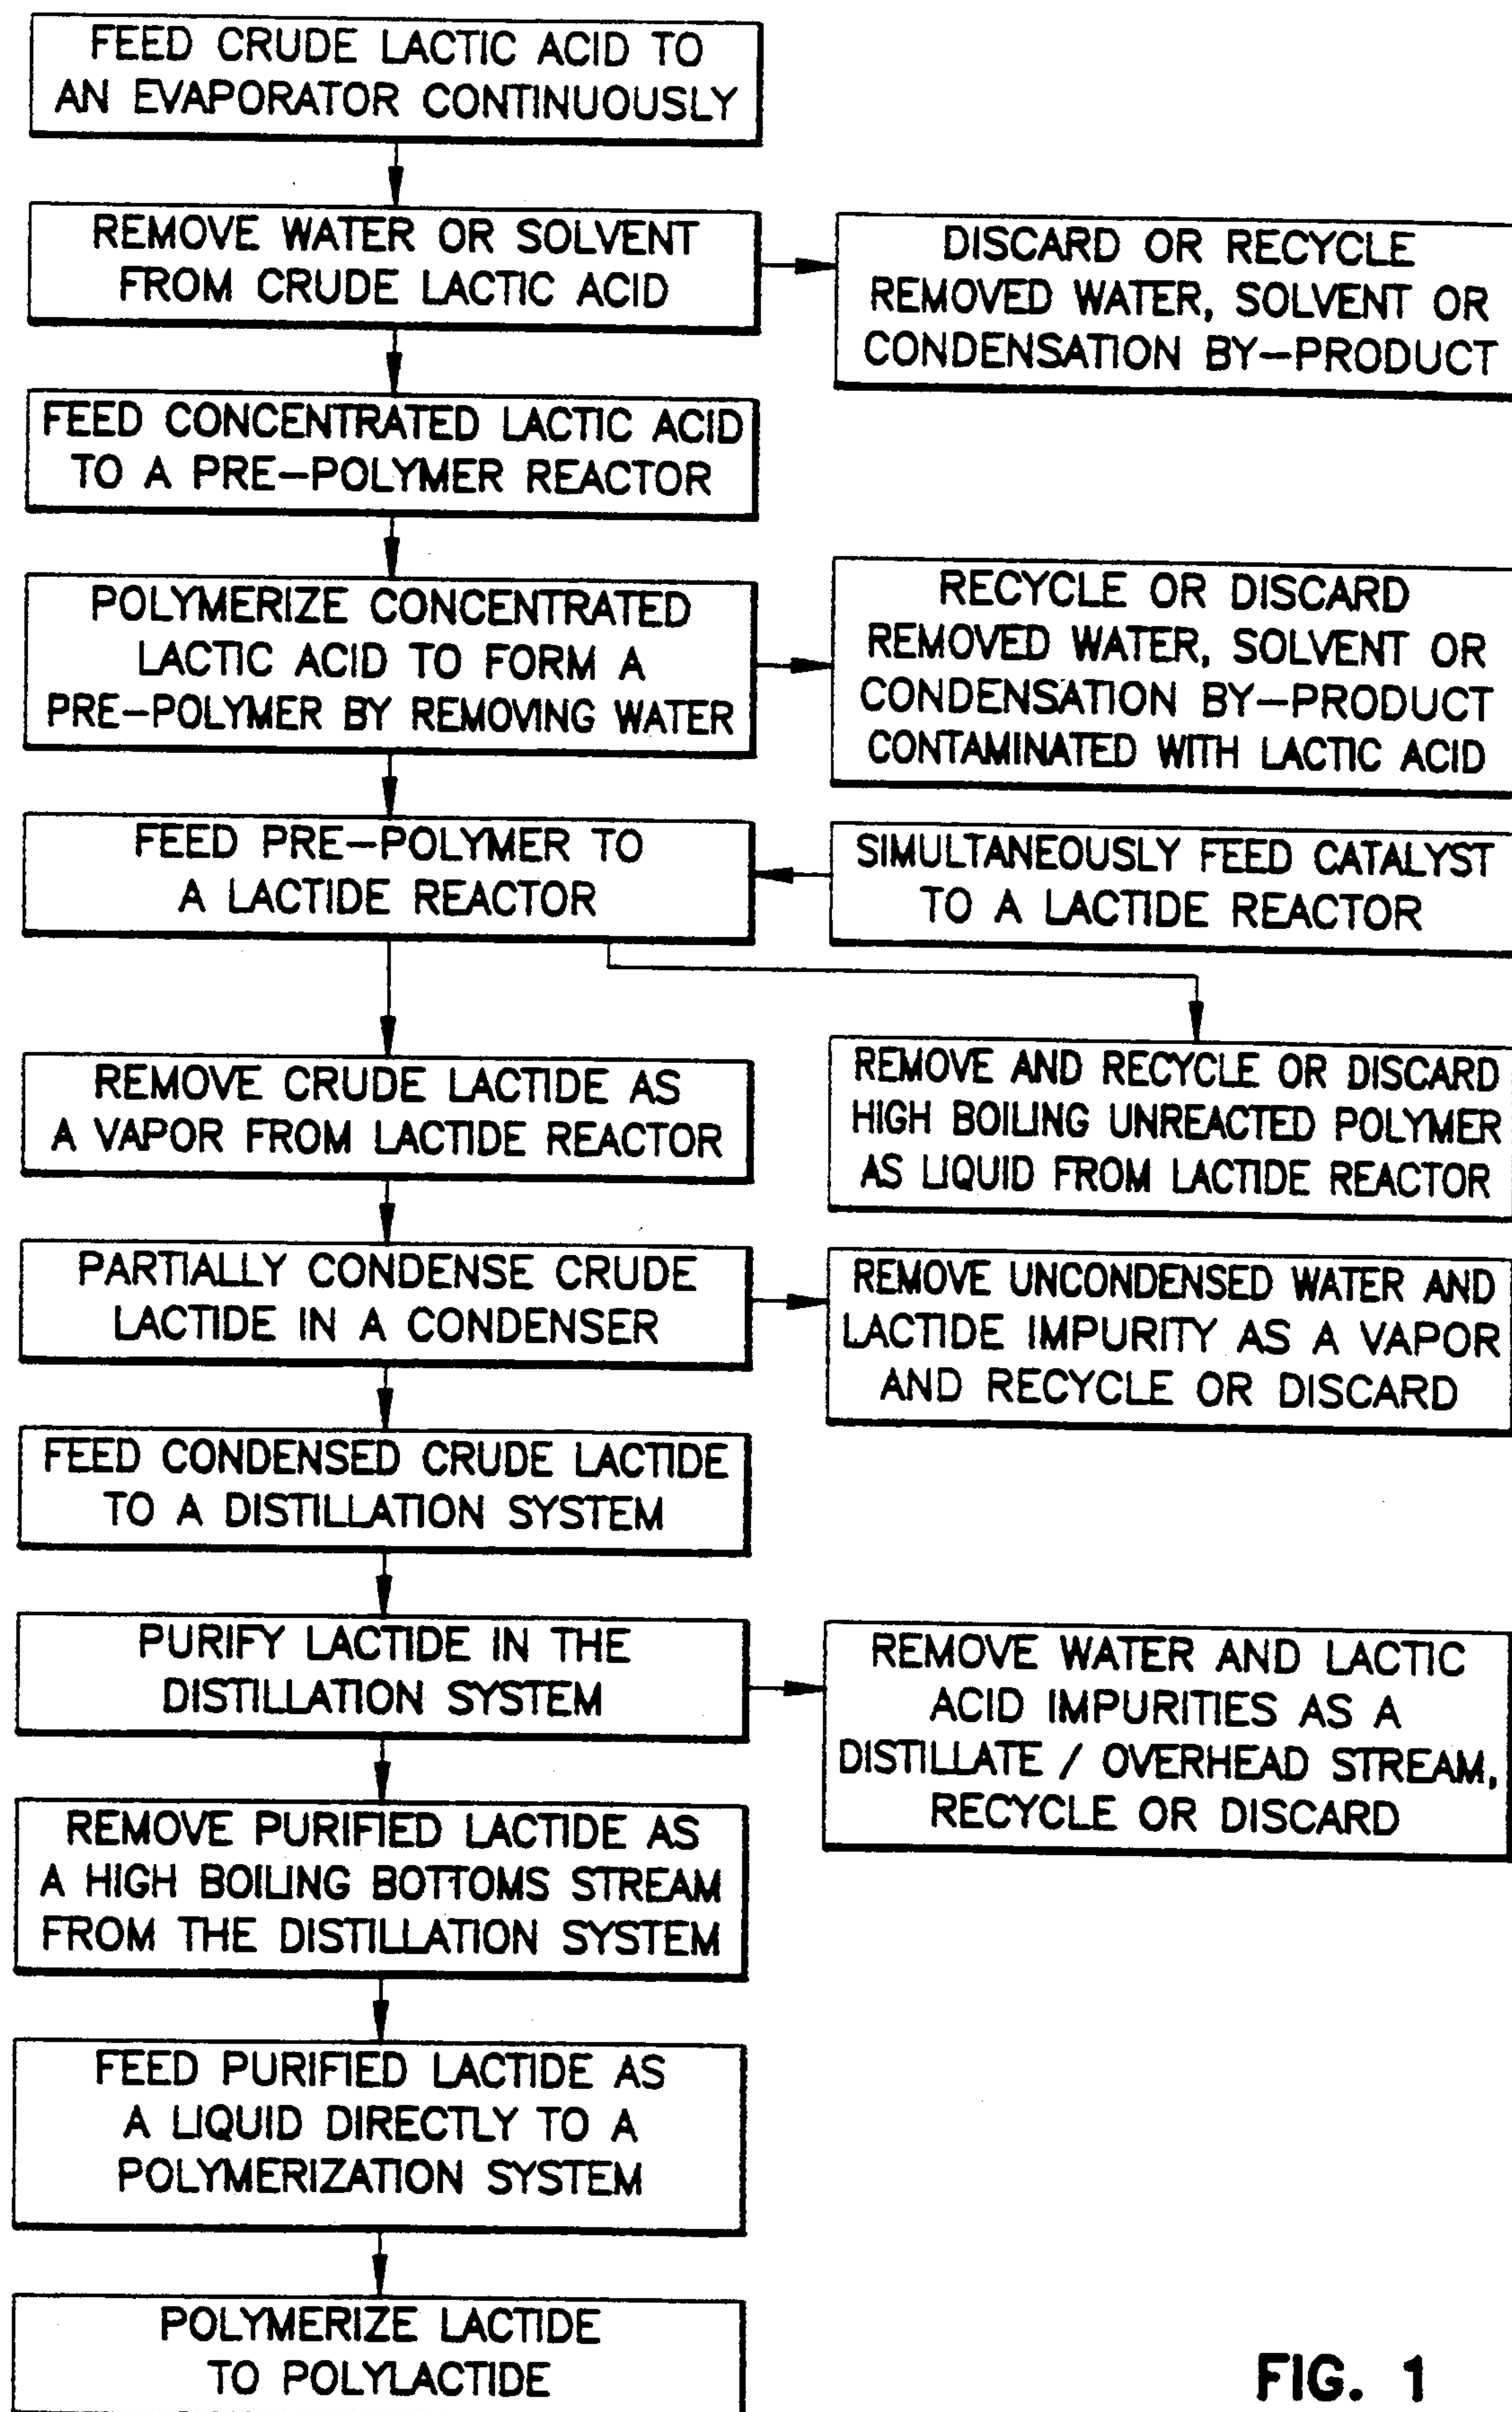 FEED CRUDE LACTIC ACID TO
AN EVAPORATOR CONTINUOUSLY
REMOVE WATER OR SOLVENT
FROM CRUDE LACTIC ACID
DISCARD OR RECYCLE
REMOVED WATER, SOLVENT OR
CONDENSATION BY-PRODUCT
FEED CONCENTRATED LACTIC ACID
TO A PRE-POLYMER REACTOR
POLYMERIZE CONCENTRATED
LACTIC ACID TO FORM A
PRE-POLYMER BY REMOVING WATER
RECYCLE OR DISCARD
REMOVED WATER, SOLVENT OR
CONDENSATION BY-PRODUCT
CONTAMINATED WITH LACTIC ACID
FEED PRE-POLYMER TO
A LACTIDE REACTOR
SIMULTANEOUSLY FEED CATALYST
TO A LACTIDE REACTOR
REMOVE CRUDE LACTIDE AS
A VAPOR FROM LACTIDE REACTOR
REMOVE AND RECYCLE OR DISCARD
HIGH BOILING UNREACTED POLYMER
AS LIQUID FROM LACTIDE REACTOR
PARTIALLY CONDENSE CRUDE
LACTIDE IN A CONDENSER
REMOVE UNCONDENSED WATER AND
LACTIDE IMPURITY AS A VAPOR
AND RECYCLE OR DISCARD
FEED CONDENSED CRUDE LACTIDE
TO A DISTILLATION SYSTEM
PURIFY LACTIDE IN THE
DISTILLATION SYSTEM
REMOVE WATER AND LACTIC
ACID IMPURITIES AS A
DISTILLATE / OVERHEAD STREAM,
RECYCLE OR DISCARD
REMOVE PURIFIED LACTIDE AS
A HIGH BOILING BOTTOMS STREAM
FROM THE DISTILLATION SYSTEM
FEED PURIFIED LACTIDE AS
A LIQUID DIRECTLY TO A
POLYMERIZATION SYSTEM
POLYMERIZE LACTIDE
TO POLYLACTIDE
FIG. 1